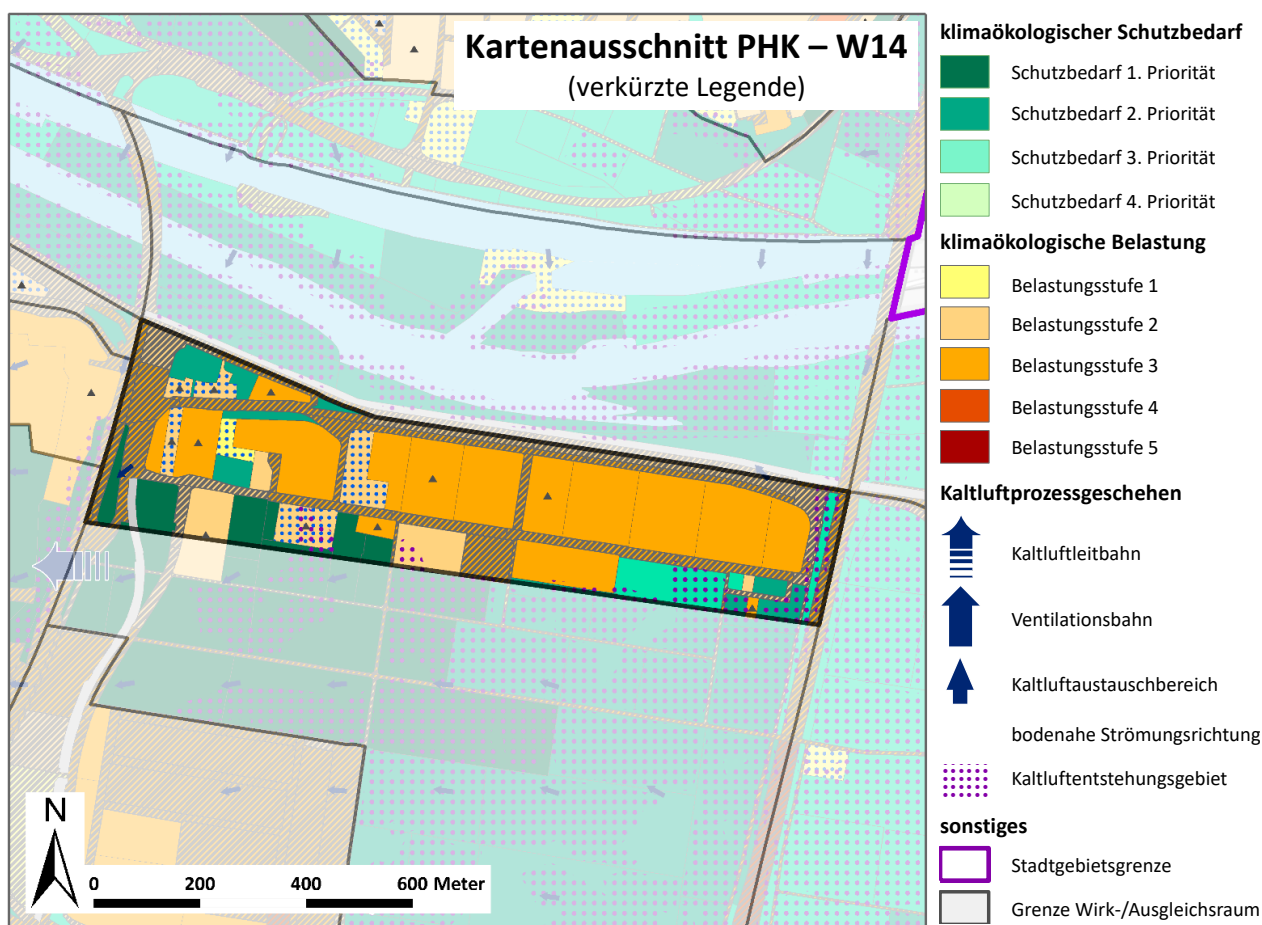 Kartenausschnitt PHK – W14
(verkürzte Legende)
N
0 200 400 600 Meter
klimaökologischer Schutzbedarf
Schutzbedarf 1. Priorität
Schutzbedarf 2. Priorität
Schutzbedarf 3. Priorität
Schutzbedarf 4. Priorität
klimaökologische Belastung
Belastungsstufe 1
Belastungsstufe 2
Belastungsstufe 3
Belastungsstufe 4
Belastungsstufe 5
Kaltluftprozessgeschehen
Kaltluftleitbahn
Ventilationsbahn
Kaltluftaustauschbereich
bodenahe Strömungsrichtung
Kaltluftentstehungsgebiet
sonstiges
Stadtgebietsgrenze
Grenze Wirk-/Ausgleichsraum